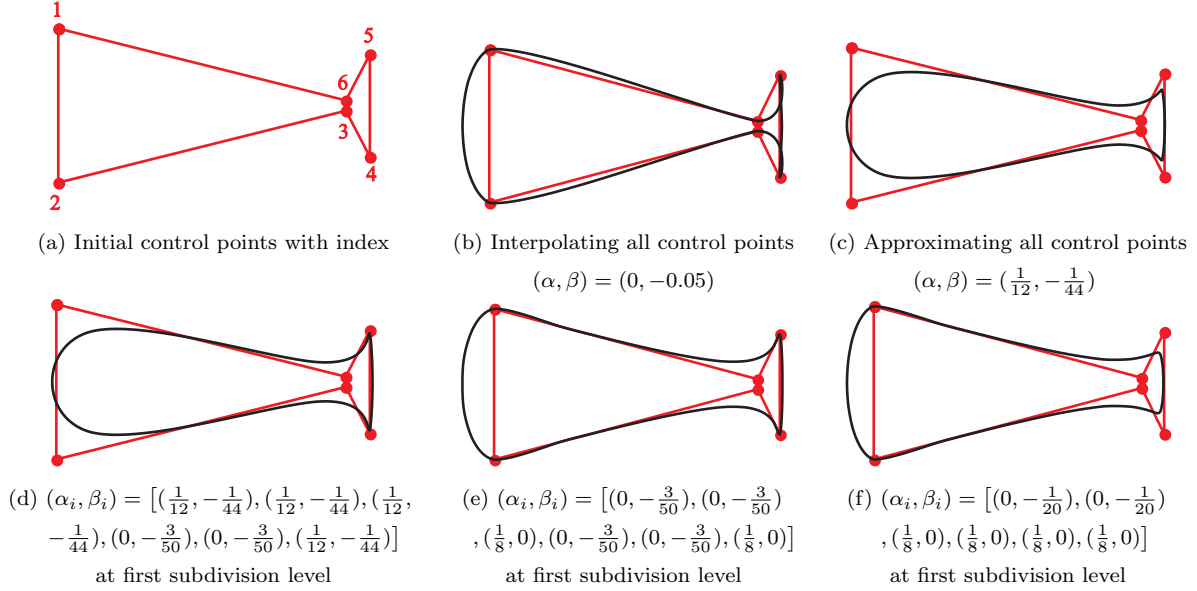 1
5
6
3
4
2
(a) Initial control points with index
(b) Interpolating all control points
(α, β) = (0, −0.05)
(c) Approximating all control points
(α, β) = (1/12, −1/44)
(d) (αᵢ, βᵢ) = [(1/12, −1/44), (1/12, −1/44), (1/12,
−1/44), (0, −3/50), (0, −3/50), (1/12, −1/44)]
at first subdivision level
(e) (αᵢ, βᵢ) = [(0, −3/50), (0, −3/50)
, (1/8, 0), (0, −3/50), (0, −3/50), (1/8, 0)]
at first subdivision level
(f) (αᵢ, βᵢ) = [(0, −1/20), (0, −1/20)
, (1/8, 0), (1/8, 0), (1/8, 0), (1/8, 0)]
at first subdivision level